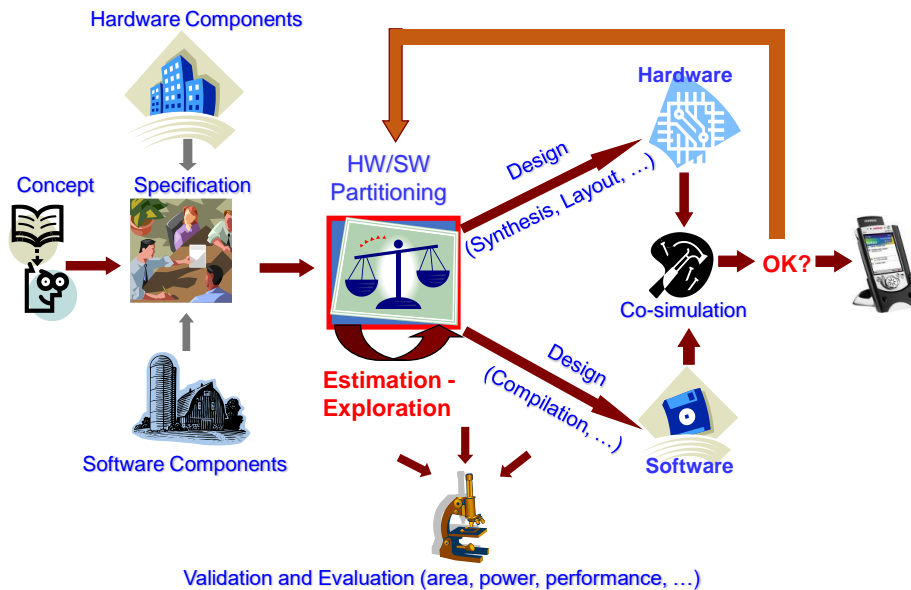 Hardware Components
Hardware
HW/SW
Partitioning
Design
(Synthesis, Layout, …)
Concept
Specification
OK?
Co-simulation
Estimation -
Exploration
Design
(Compilation, …)
Software Components
Software
Validation and Evaluation (area, power, performance, …)